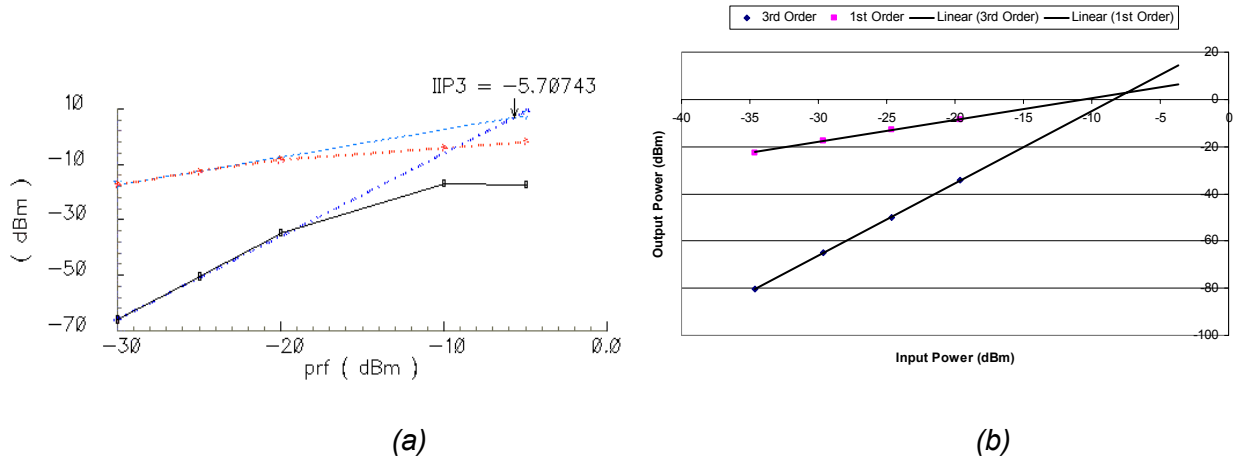 IIP3 = -5.70743
10
-10
-30
-50
-70
( dBm )
-30
-20
-10
0.0
prf ( dBm )
(a)
3rd Order 1st Order Linear (3rd Order) Linear (1st Order)
20
0
-20
-40
-60
-80
-100
-40 -35 -30 -25 -20 -15 -10 -5 0
Output Power (dBm)
Input Power (dBm)
(b)